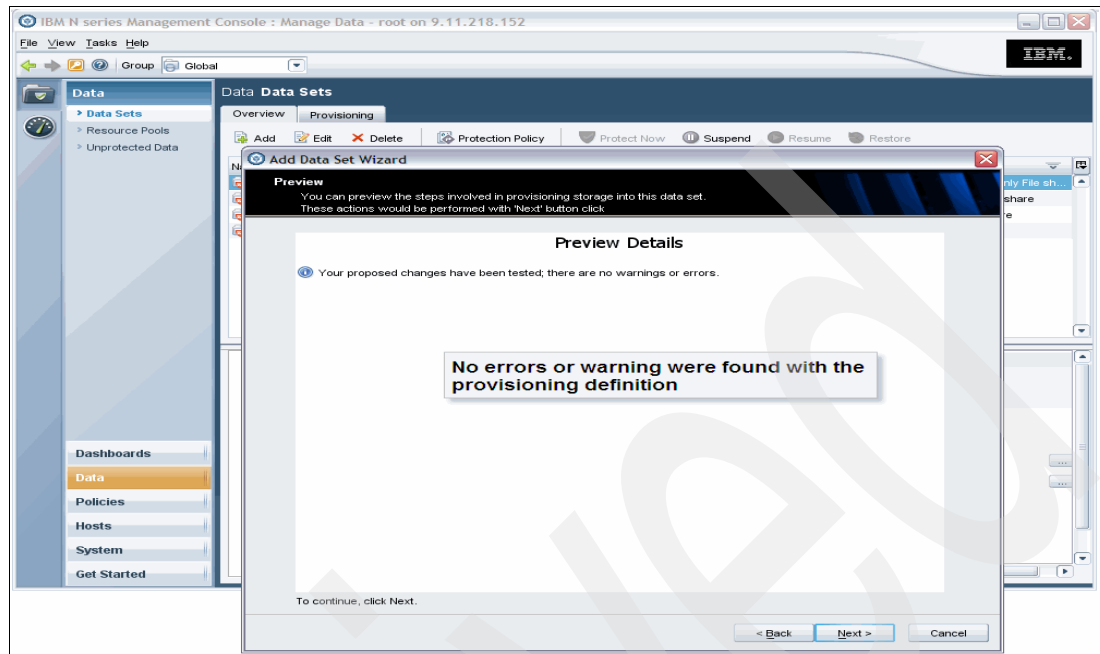 IBM N series Management Console : Manage Data - root on 9.11.218.152
File View Tasks Help
IBM.
Group Global
Data
Data Sets
Resource Pools
Unprotected Data
Data Data Sets
Overview Provisioning
Add Edit Delete Protection Policy Protect Now Suspend Resume Restore
Add Data Set Wizard
Preview
You can preview the steps involved in provisioning storage into this data set.
These actions would be performed with 'Next' button click
nly File sh...
share
Preview Details
Your proposed changes have been tested; there are no warnings or errors.
No errors or warning were found with the
provisioning definition
Dashboards
Data
Policies
Hosts
System
Get Started
...
...
To continue, click Next.
< Back Next > Cancel